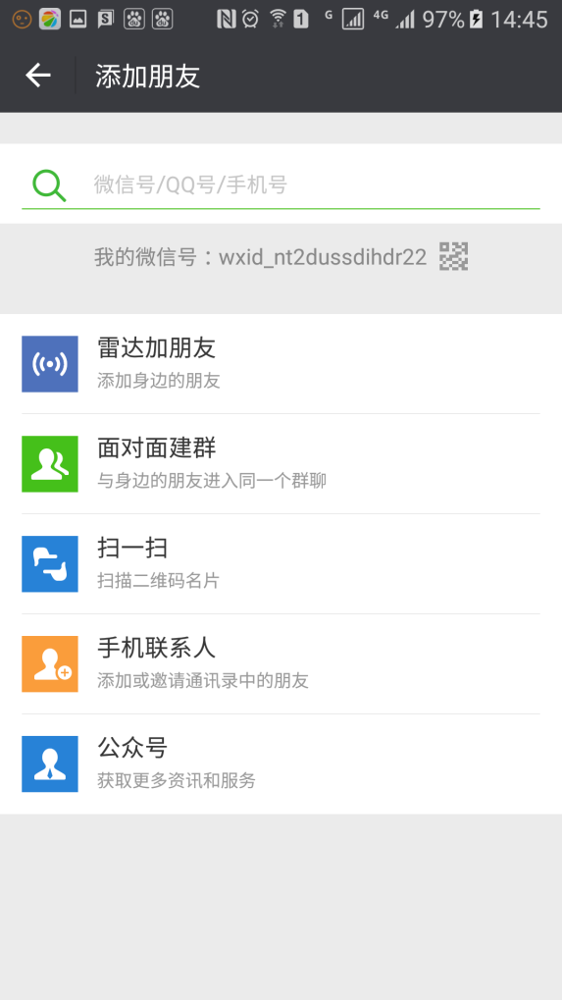 G 4G 97% 14:45
添加朋友
微信号/QQ号/手机号
我的微信号：wxid_nt2dussdihdr22
雷达加朋友
添加身边的朋友
面对面建群
与身边的朋友进入同一个群聊
扫一扫
扫描二维码名片
手机联系人
添加或邀请通讯录中的朋友
公众号
获取更多资讯和服务